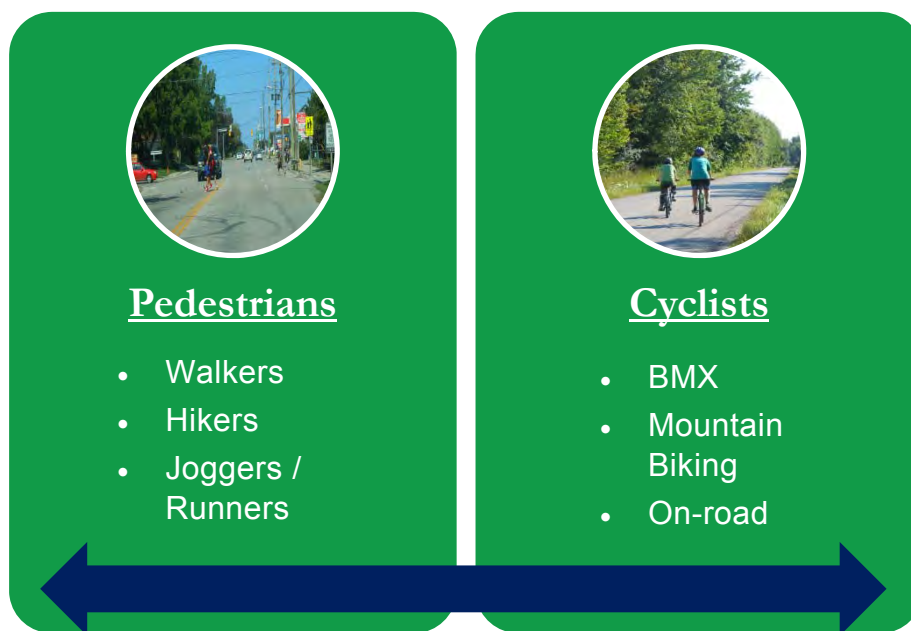 Pedestrians
• Walkers
• Hikers
• Joggers /
Runners
Cyclists
• BMX
• Mountain
Biking
• On-road